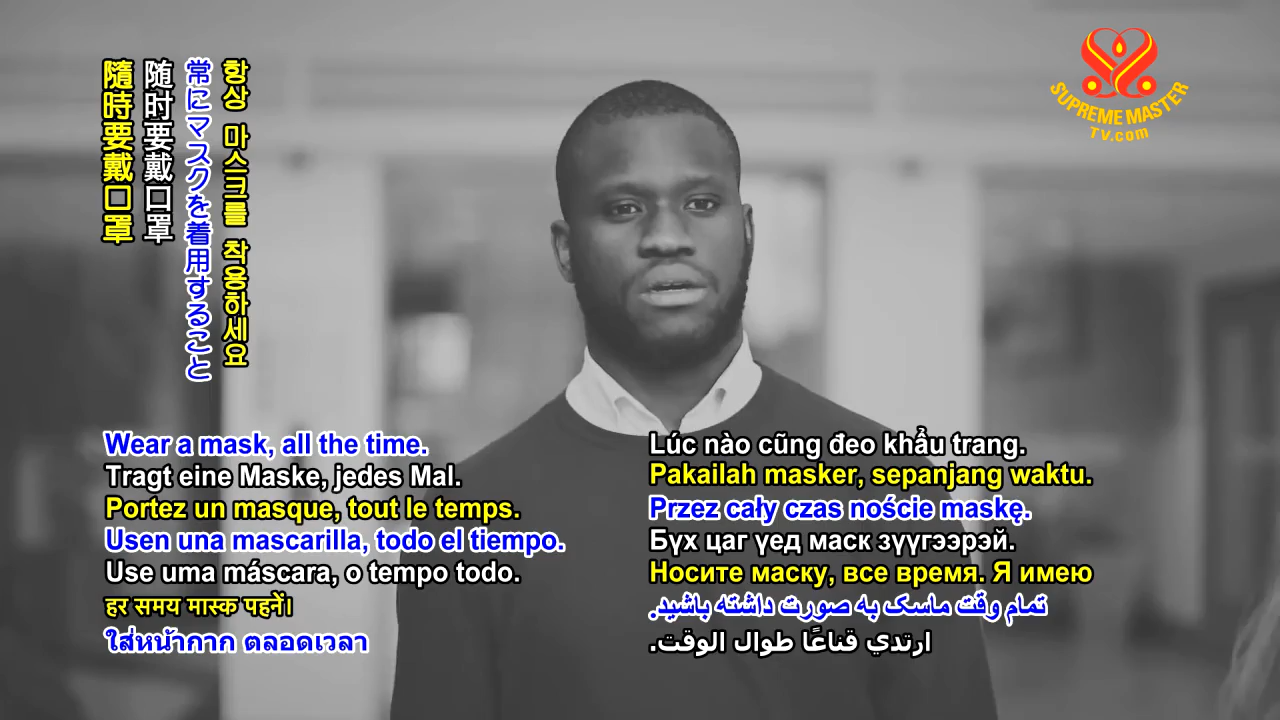 隨時要戴口罩
随时要戴口罩
常にマスクを着用すること
항상 마스크를 착용하세요
SUPREME MASTER
TV.com
Wear a mask, all the time.
Tragt eine Maske, jedes Mal.
Portez un masque, tout le temps.
Usen una mascarilla, todo el tiempo.
Use uma máscara, o tempo todo.
हर समय मास्क पहनें।
ใส่หน้ากาก ตลอดเวลา
Lúc nào cũng đeo khẩu trang.
Pakailah masker, sepanjang waktu.
Przez cały czas noście maskę.
Бүх цаг үед маск зүүгээрэй.
Носите маску, все время. Я имею
تمام وقت ماسک به صورت داشته باشید.
ارتدي قناعًا طوال الوقت.